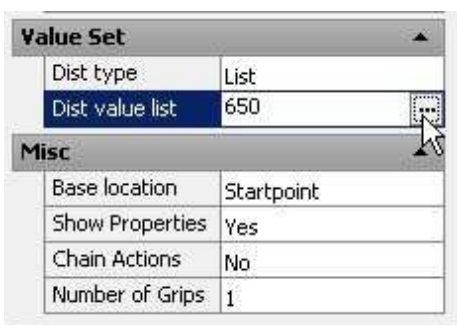 Value Set
Dist type List
Dist value list 650 ...
Misc
Base location Startpoint
Show Properties Yes
Chain Actions No
Number of Grips 1